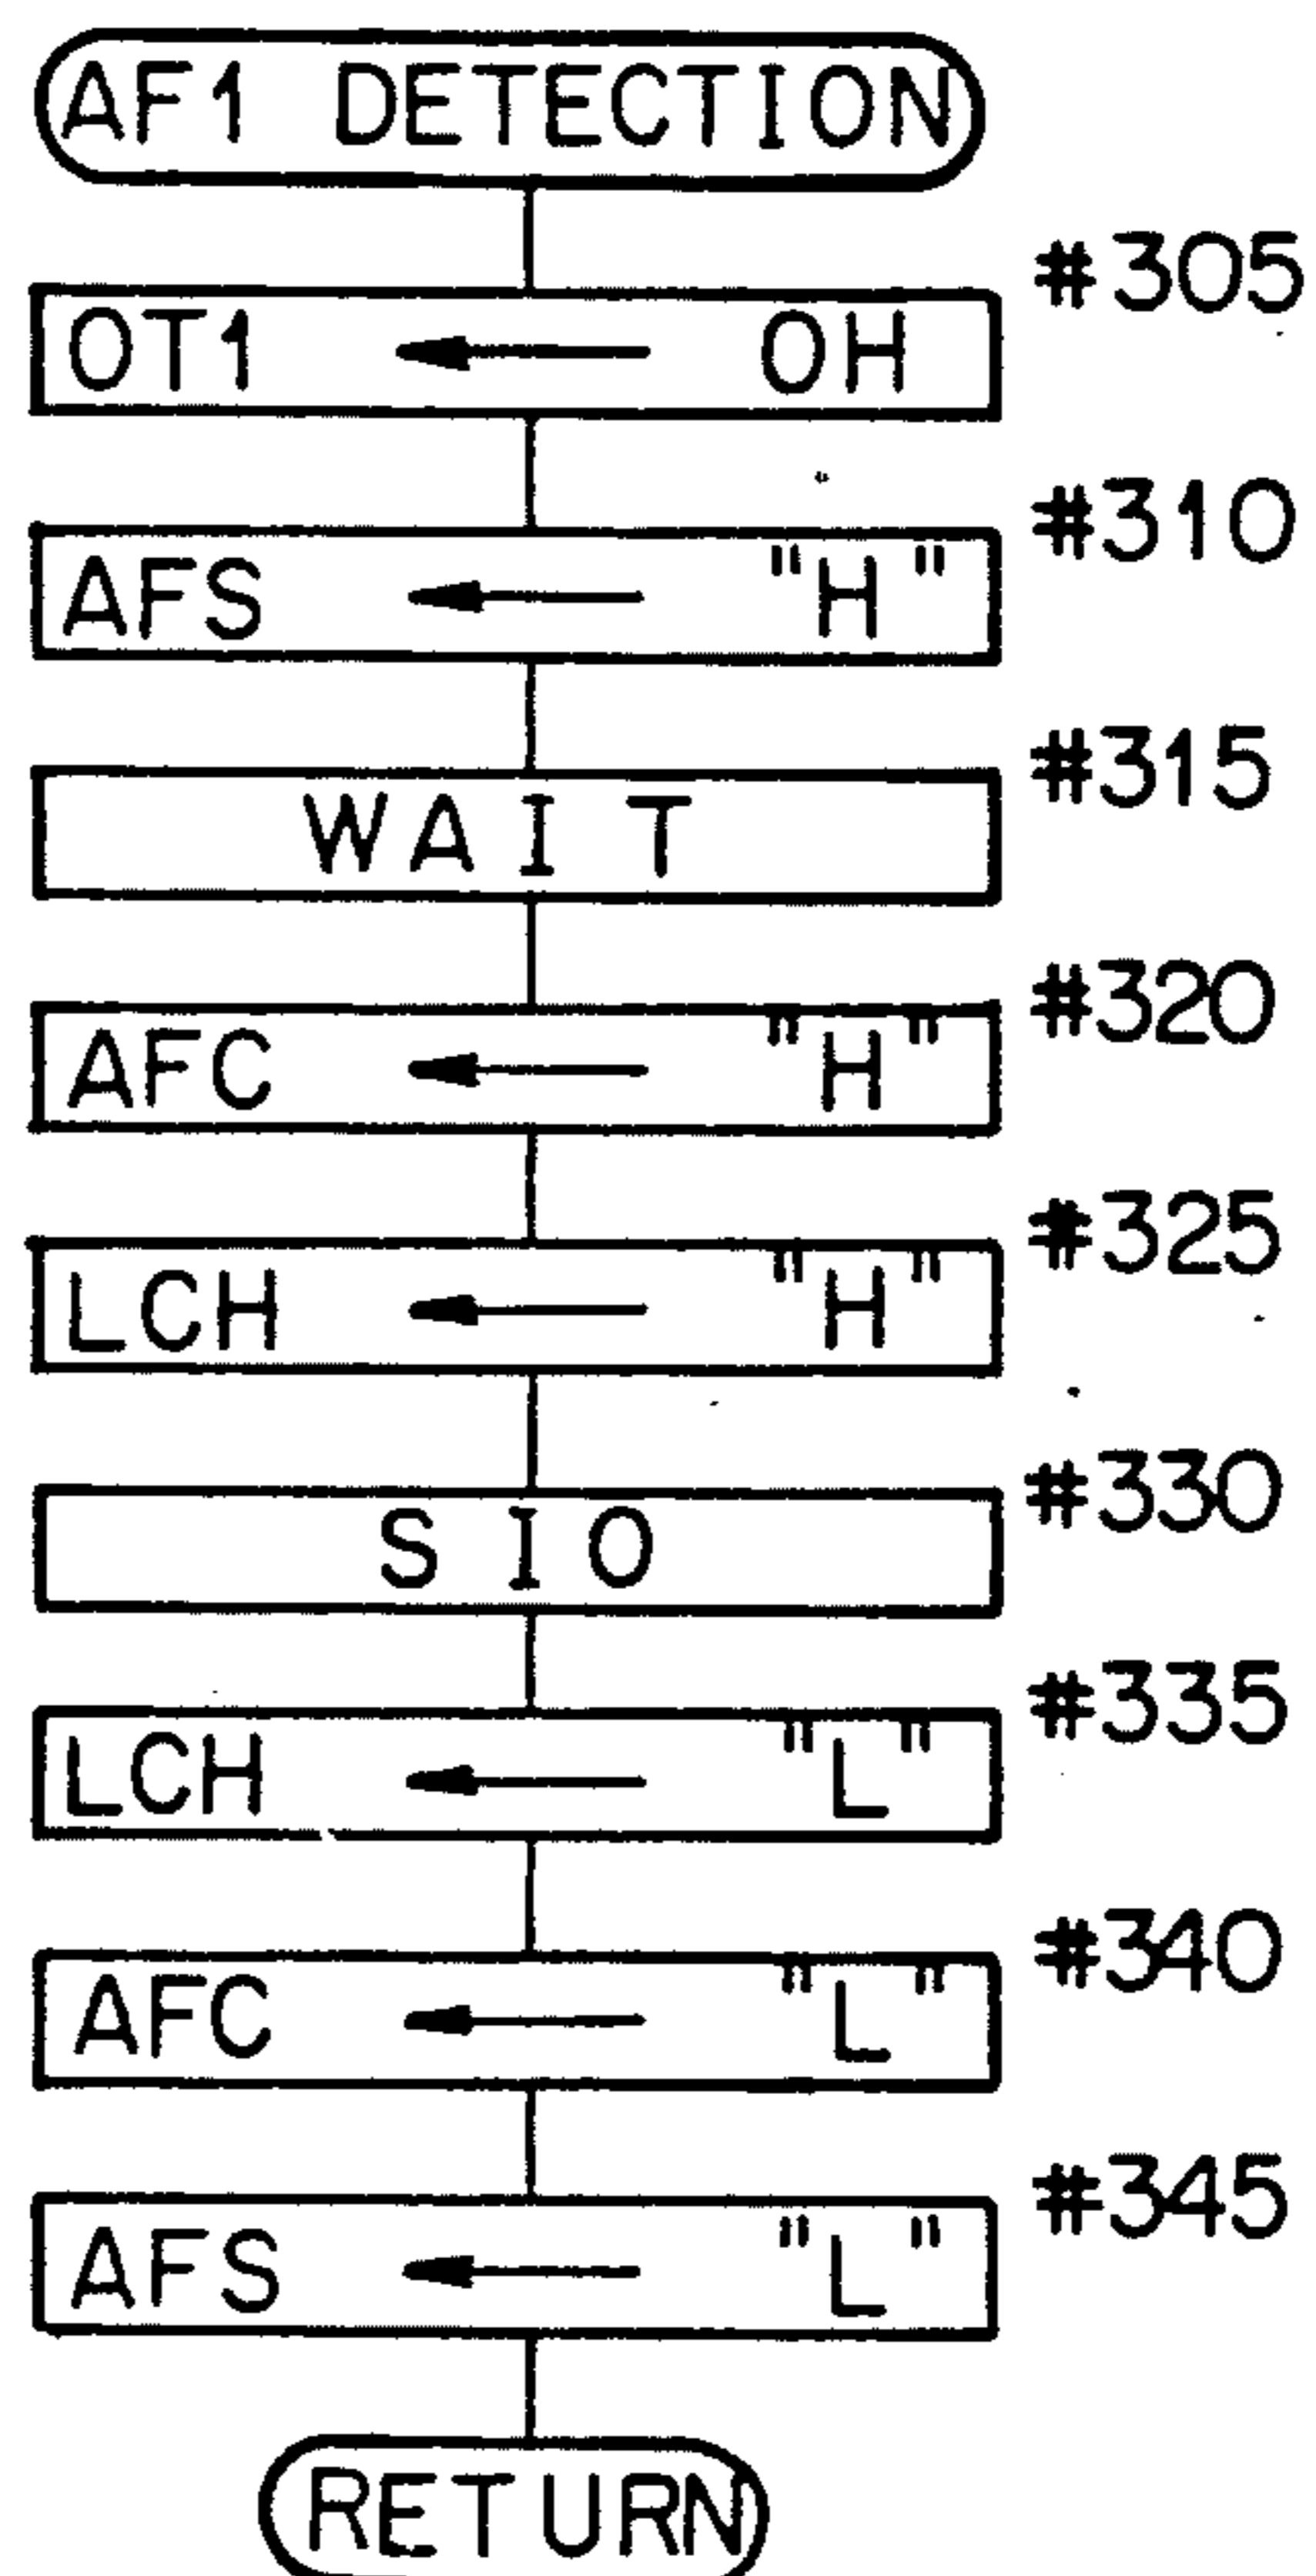 AF1 DETECTION
#305
OT1 ← OH
#310
AFS ← "H"
#315
WAIT
#320
AFC ← "H"
#325
LCH ← "H"
#330
SIO
#335
LCH ← "L"
#340
AFC ← "L"
#345
AFS ← "L"
RETURN